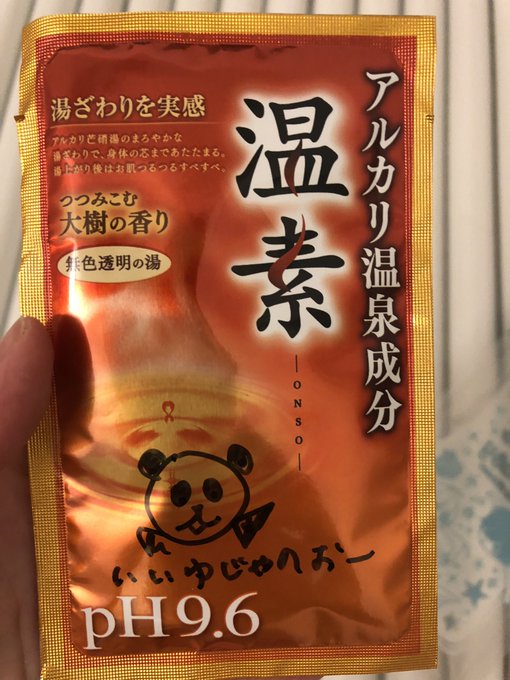 アルカリ温泉成分
温素
ONSO
湯ざわりを実感
アルカリ芒硝湯のまろやかな
湯ざわりで、身体の芯まであたたまる。
湯上がり後はお肌つるつるすべすべ。
つつみこむ
大樹の香り
無色透明の湯
いいゆじゃのおー
pH9.6